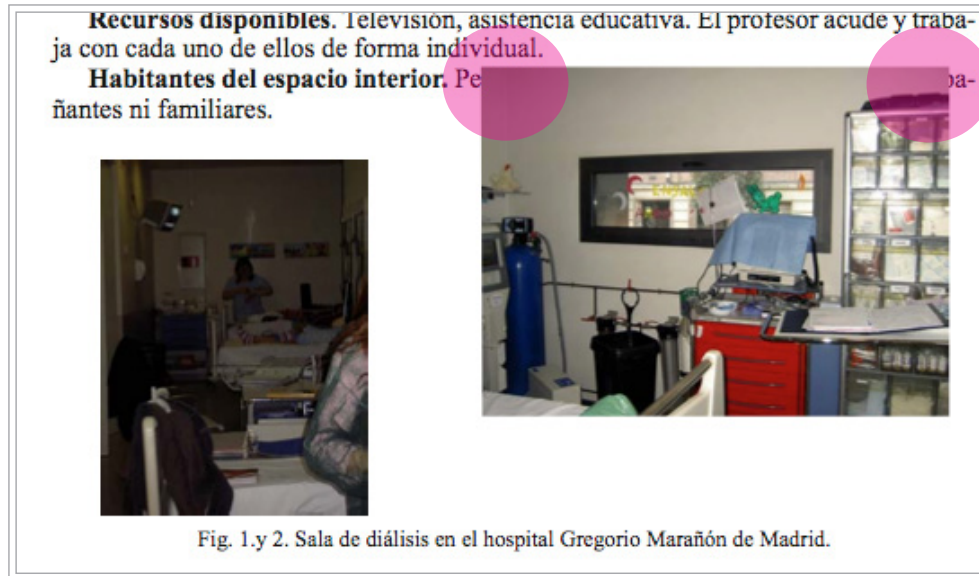 Recursos disponibles. Televisión, asistencia educativa. El profesor acude y traba-
ja con cada uno de ellos de forma individual.
Habitantes del espacio interior. Pe ba-
ñantes ni familiares.
Fig. 1.y 2. Sala de diálisis en el hospital Gregorio Marañón de Madrid.